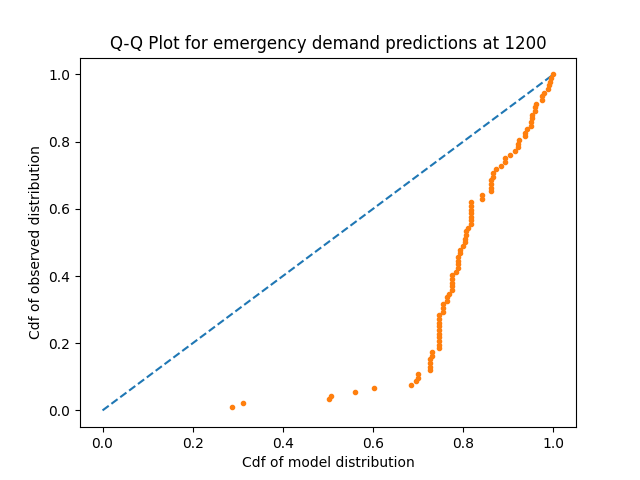 Q-Q Plot for emergency demand predictions at 1200
Cdf of observed distribution
1.0
0.8
0.6
0.4
0.2
0.0
0.0 0.2 0.4 0.6 0.8 1.0
Cdf of model distribution